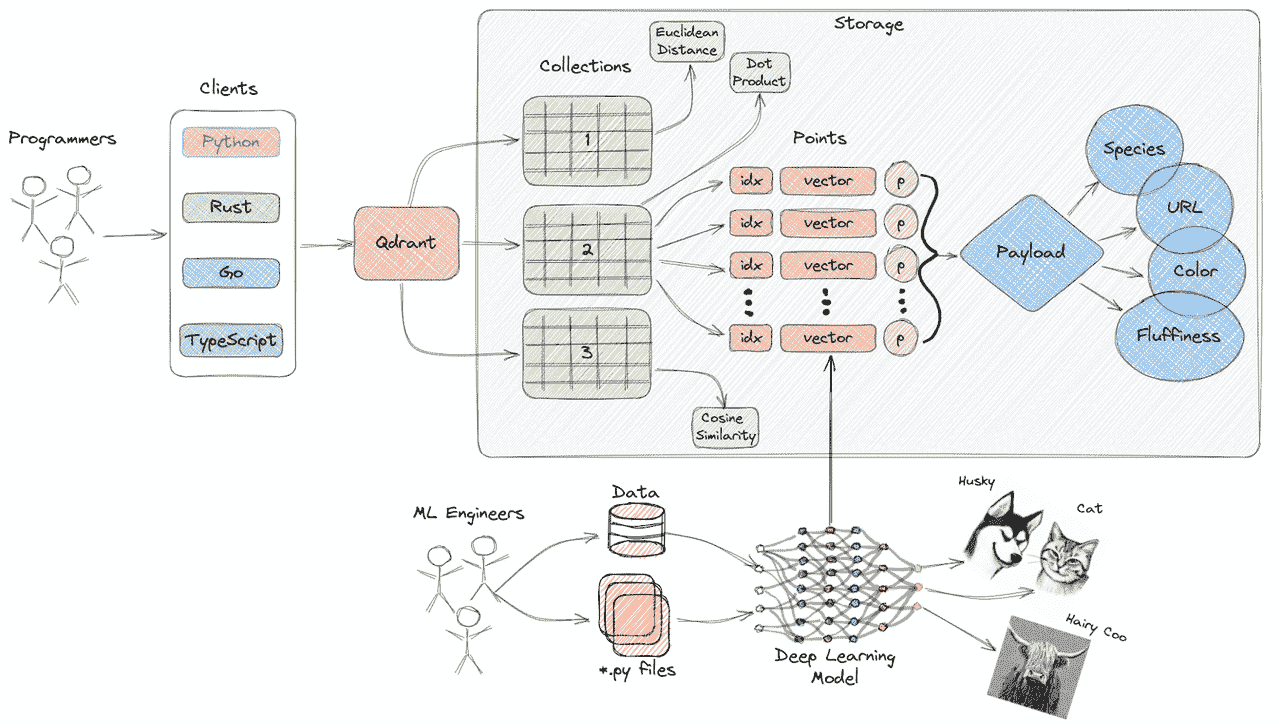 Storage
Euclidean
Distance
Dot
Product
Collections
Clients
Programmers
Python
Rust
Go
TypeScript
Qdrant
1
2
3
Cosine
Similarity
Points
idx vector p
idx vector p
idx vector p
idx vector p
Payload
Species
URL
Color
Fluffiness
ML Engineers
Data
*.py files
Deep Learning
Model
Husky
Cat
Hairy Coo